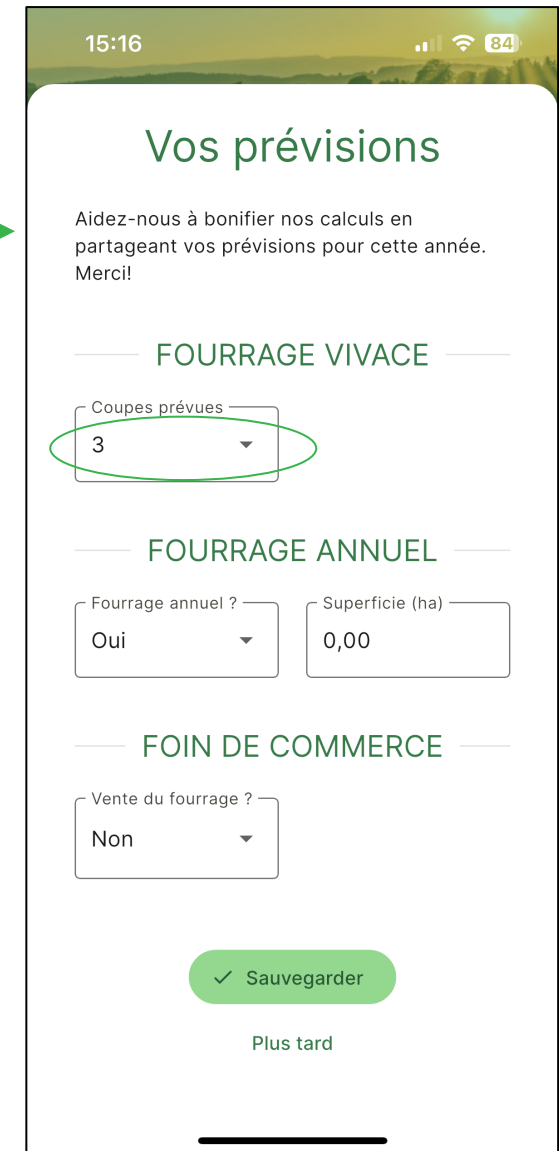 15:16
84
Vos prévisions
Aidez-nous à bonifier nos calculs en
partageant vos prévisions pour cette année.
Merci!
FOURRAGE VIVACE
Coupes prévues
3
FOURRAGE ANNUEL
Fourrage annuel ? Superficie (ha)
Oui 0,00
FOIN DE COMMERCE
Vente du fourrage ?
Non
Sauvegarder
Plus tard